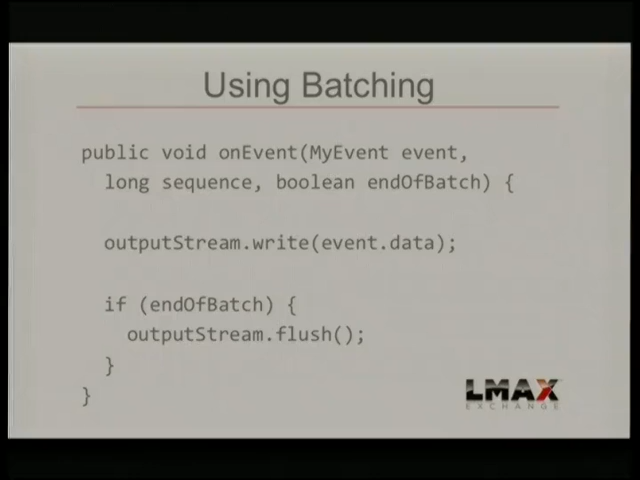 Using Batching
public void onEvent(MyEvent event,
long sequence, boolean endOfBatch) {
outputStream.write(event.data);
if (endOfBatch) {
outputStream.flush();
}
}
LMAX
EXCHANGE